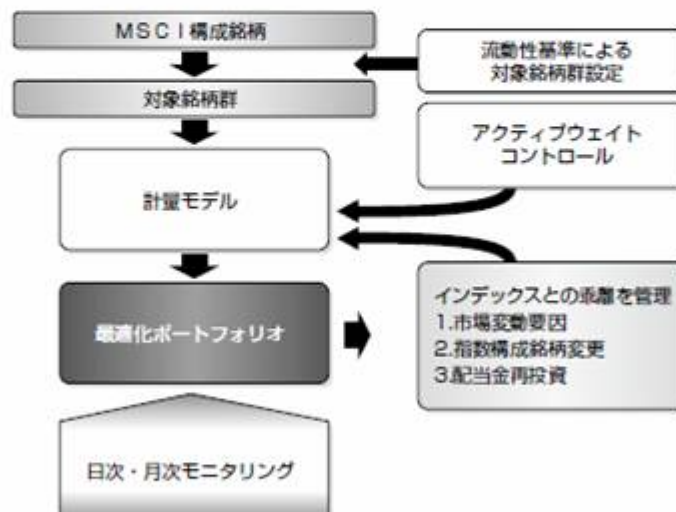 MSCI構成銘柄
流動性基準による
対象銘柄群設定
対象銘柄群
アクティブウェイト
コントロール
計量モデル
最適化ポートフォリオ
インデックスとの乖離を管理
1.市場変動要因
2.指数構成銘柄変更
3.配当金再投資
日次・月次モニタリング